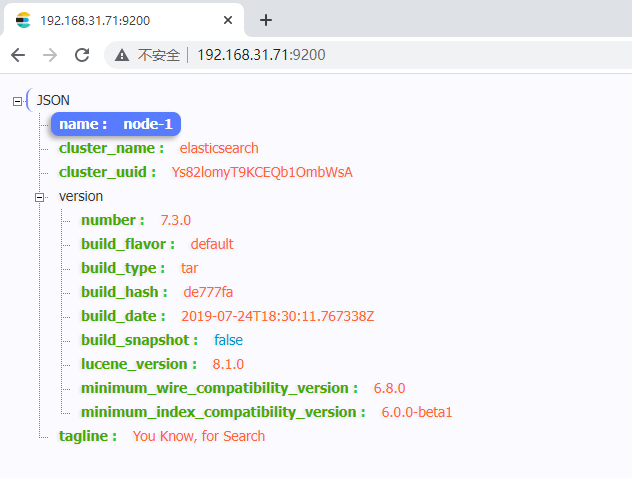 192.168.31.71:9200
不安全 192.168.31.71:9200
JSON
name : node-1
cluster_name : elasticsearch
cluster_uuid : Ys82lomyT9KCEQb1OmbWsA
version
number : 7.3.0
build_flavor : default
build_type : tar
build_hash : de777fa
build_date : 2019-07-24T18:30:11.767338Z
build_snapshot : false
lucene_version : 8.1.0
minimum_wire_compatibility_version : 6.8.0
minimum_index_compatibility_version : 6.0.0-beta1
tagline : You Know, for Search